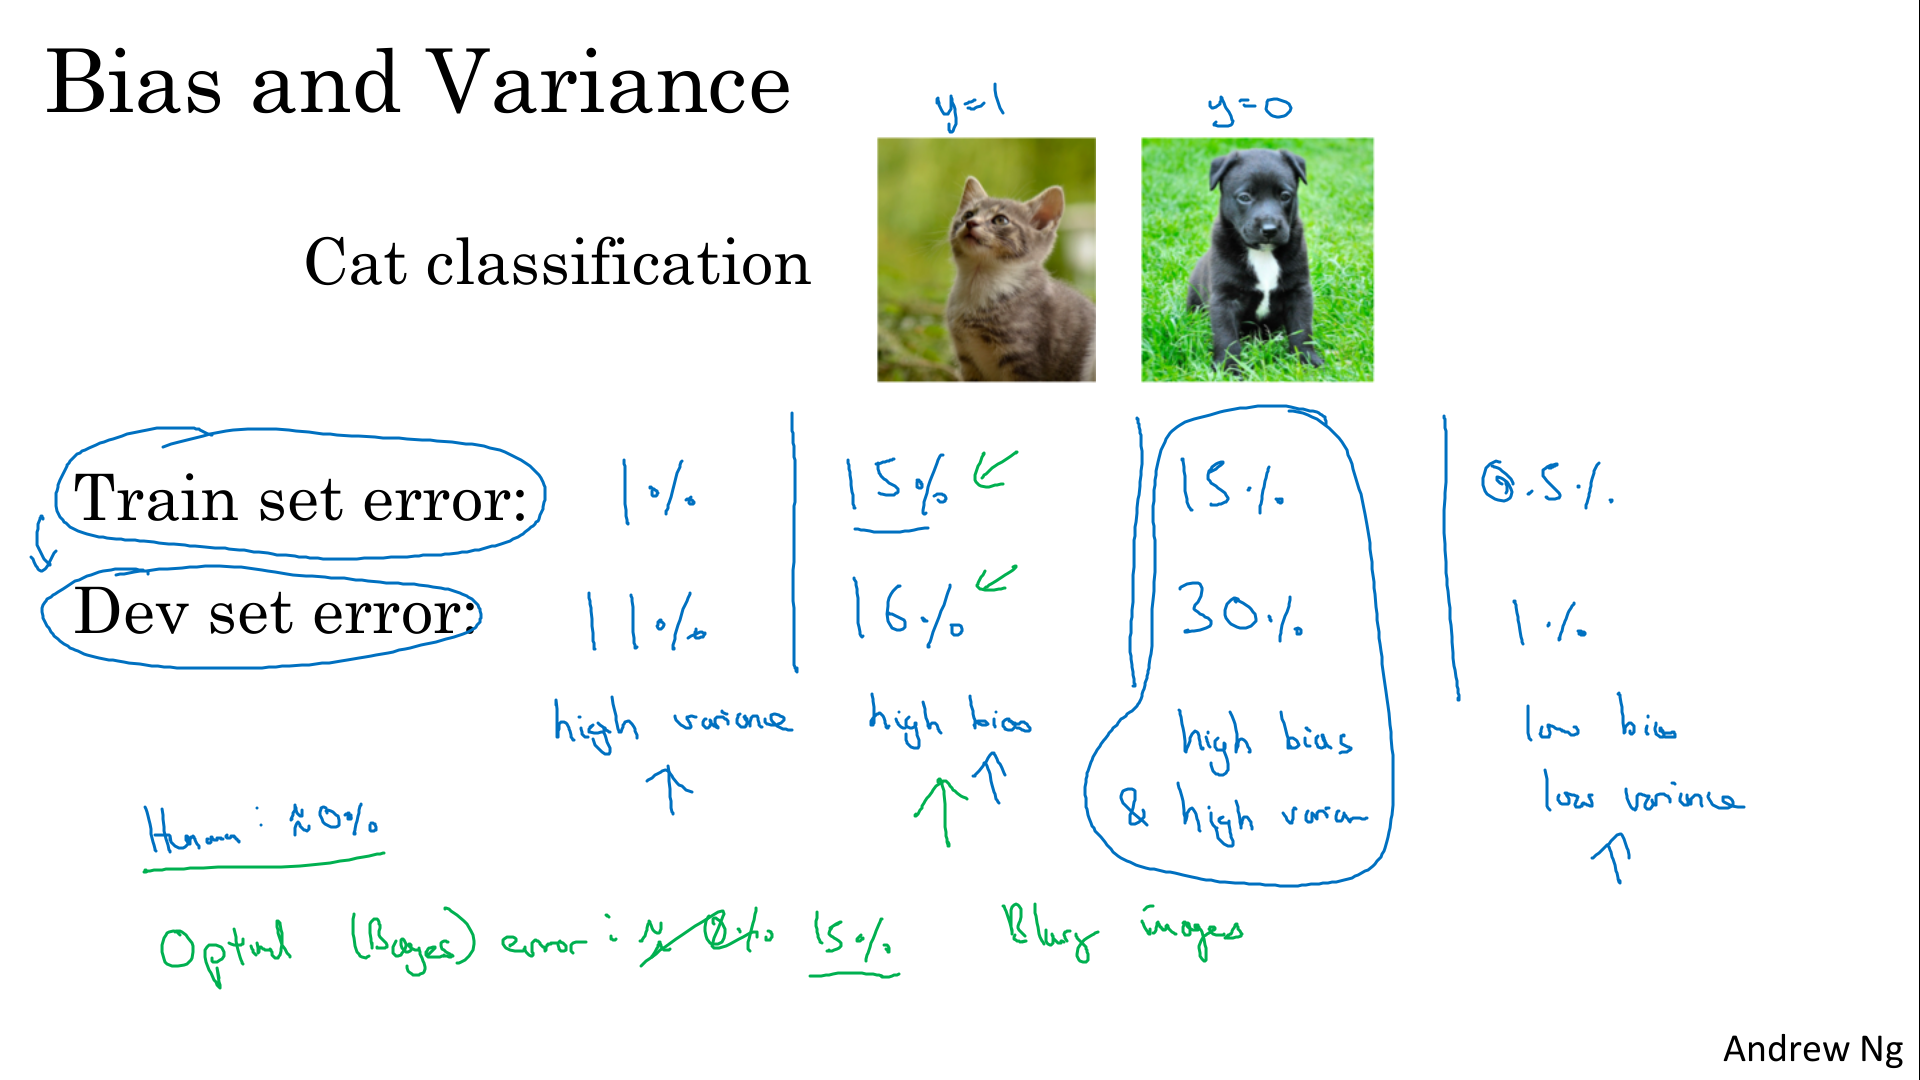 Bias and Variance
y=1 y=0
Cat classification
Train set error: 1% 15% 15% 0.5%
Dev set error: 11% 16% 30% 1%
high variance high bias high bias low bias
& high varian low variance
Human: ≈0%
Optimal (Bayes) error: ≈ 0% 15% Blurry images
Andrew Ng